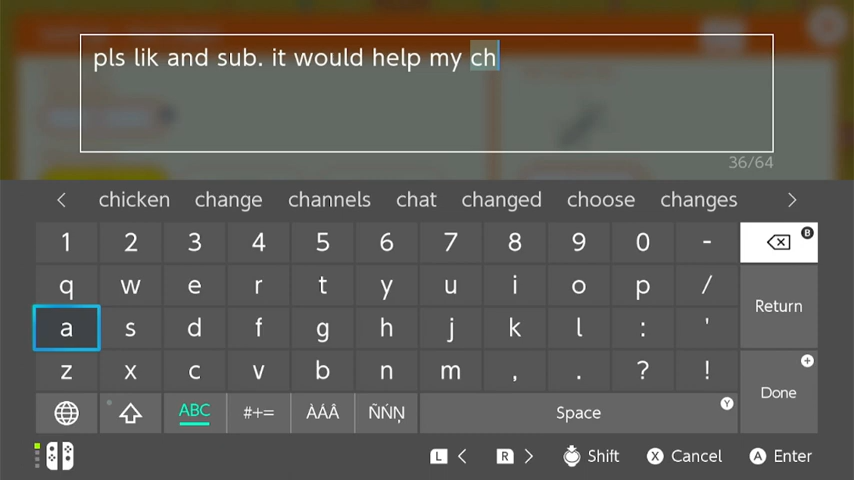 pls lik and sub. it would help my ch
36/64
< chicken change channels chat changed choose changes >
1 2 3 4 5 6 7 8 9 0 - B
q w e r t y u i o p / Return
a s d f g h j k l : '
z x c v b n m , . ? ! + Done
ABC #+= ÀÁÂ ÑŃŅ Space Y
L < R > Shift X Cancel A Enter